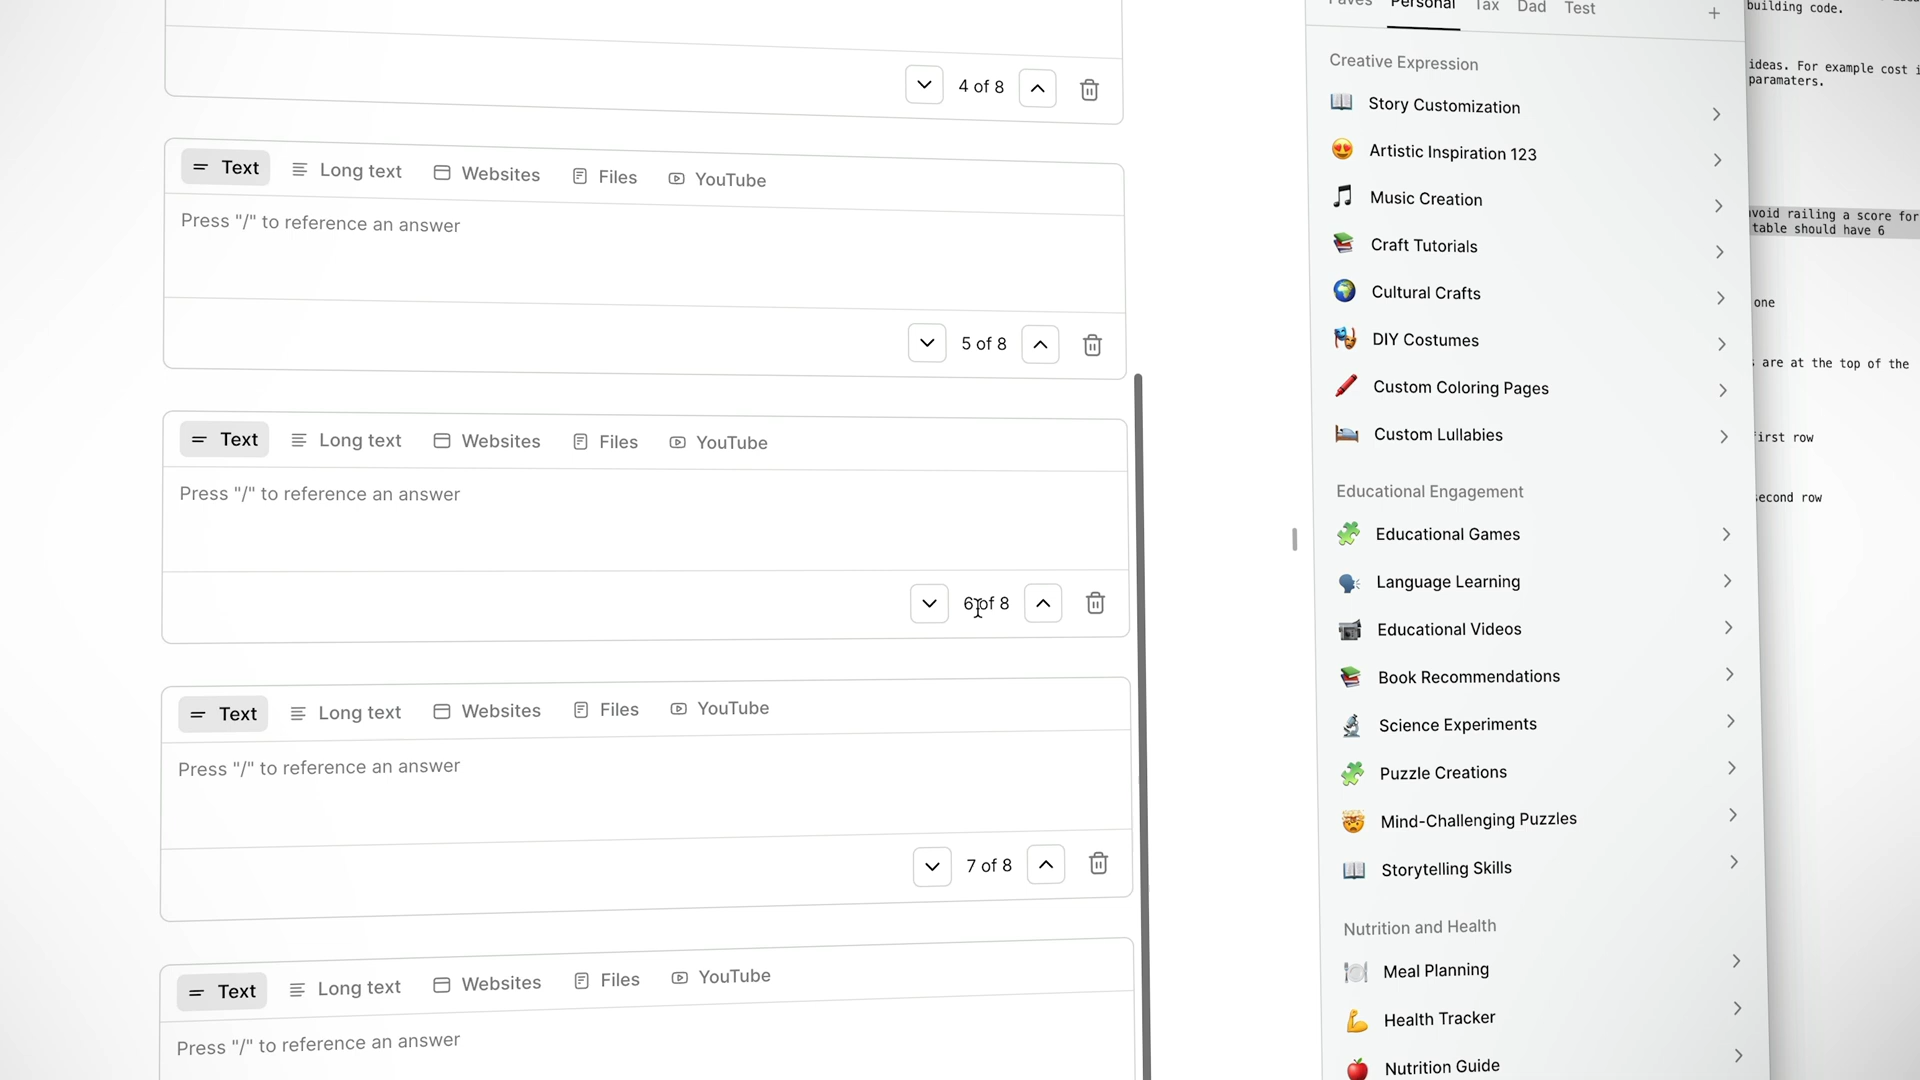 4 of 8
Text Long text Websites Files YouTube
Press "/" to reference an answer
5 of 8
Text Long text Websites Files YouTube
Press "/" to reference an answer
6 of 8
Text Long text Websites Files YouTube
Press "/" to reference an answer
7 of 8
Text Long text Websites Files YouTube
Press "/" to reference an answer
Faves Personal Tax Dad Test
Creative Expression
Story Customization
Artistic Inspiration 123
Music Creation
Craft Tutorials
Cultural Crafts
DIY Costumes
Custom Coloring Pages
Custom Lullabies
Educational Engagement
Educational Games
Language Learning
Educational Videos
Book Recommendations
Science Experiments
Puzzle Creations
Mind-Challenging Puzzles
Storytelling Skills
Nutrition and Health
Meal Planning
Health Tracker
Nutrition Guide
building code.
ideas. For example cost
paramaters.
void railing a score for
table should have 6
one
are at the top of the
irst row
econd row